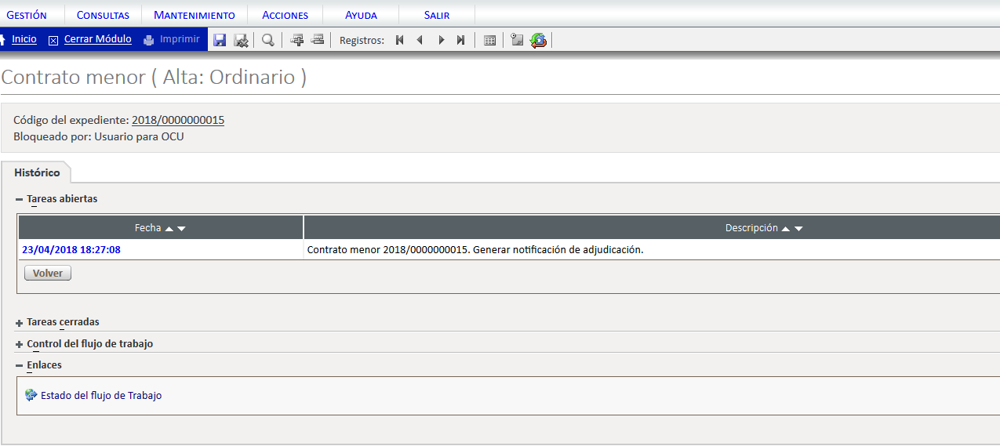 Gestión Consultas Mantenimiento Acciones Ayuda Salir
Inicio Cerrar Módulo Imprimir Registros:
Contrato menor ( Alta: Ordinario )
Código del expediente: 2018/0000000015
Bloqueado por: Usuario para OCU
Histórico
Tareas abiertas
Fecha Descripción
23/04/2018 18:27:08 Contrato menor 2018/0000000015. Generar notificación de adjudicación.
Volver
Tareas cerradas
Control del flujo de trabajo
Enlaces
Estado del flujo de Trabajo